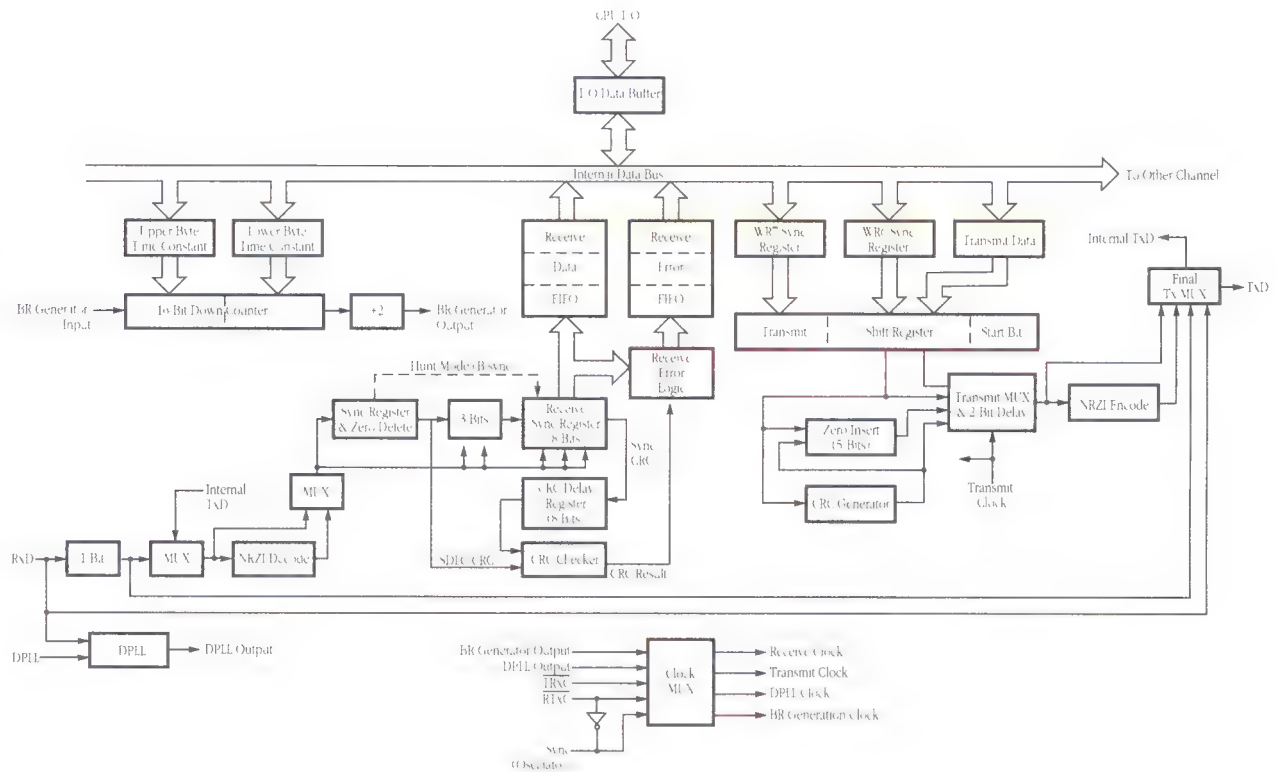 CPU I/O
I/O Data Buffer
Internal Data Bus
To Other Channel
Upper Byte
Time Constant
Lower Byte
Time Constant
Receive
Data
FIFO
Receive
Error
FIFO
WR7 Sync
Register
WR6 Sync
Register
Transmit Data
Internal TxD
Final
Tx MUX
TxD
BR Generator
Input
16 Bit Down Counter
÷2
BR Generator
Output
Transmit
Shift Register
Start Bit
Hunt Mode (Bisync)
Receive
Error
Logic
Sync Register
& Zero Delete
3 Bits
Receive
Sync Register
8 Bits
Sync
CRC
Transmit MUX
& 2 Bit Delay
NRZI Encode
Zero Insert
(5 Bits)
Internal
TxD
MUX
CRC Delay
Register
(8 Bits)
CRC Generator
Transmit
Clock
RxD
1 Bit
MUX
NRZI Decode
SDLC CRC
CRC Checker
CRC Result
DPLL
DPLL
DPLL Output
BR Generator Output
DPLL Output
TRxC
RTxC
Clock
MUX
Receive Clock
Transmit Clock
DPLL Clock
BR Generation Clock
Sync